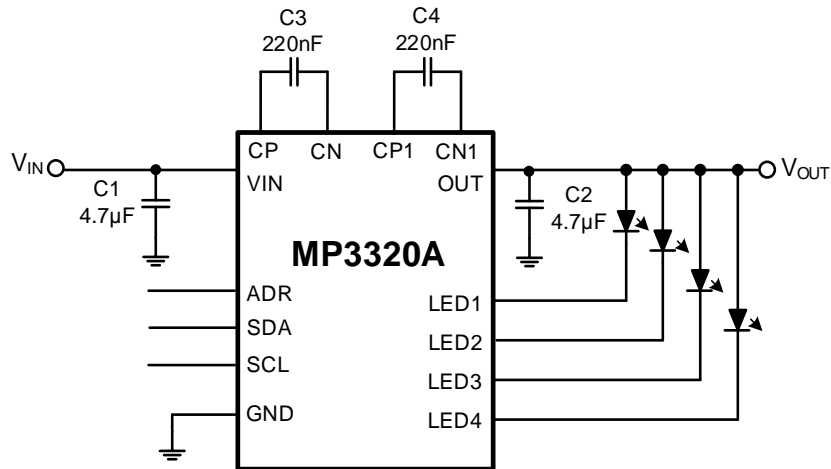 C3
220nF
C4
220nF
CP CN CP1 CN1
VIN
VIN OUT
VOUT
C1
4.7µF
C2
4.7µF
MP3320A
ADR
SDA
SCL
GND
LED1
LED2
LED3
LED4